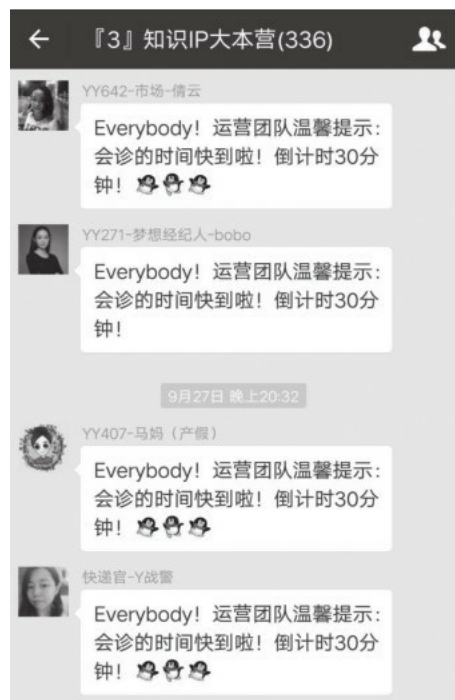 『3』知识IP大本营(336)
YY642-市场-倩云
Everybody！运营团队温馨提示：
会诊的时间快到啦！倒计时30分
钟！
YY271-梦想经纪人-bobo
Everybody！运营团队温馨提示：
会诊的时间快到啦！倒计时30分
钟！
9月27日 晚上20:32
YY407-马妈（产假）
Everybody！运营团队温馨提示：
会诊的时间快到啦！倒计时30分
钟！
快递官-Y战警
Everybody！运营团队温馨提示：
会诊的时间快到啦！倒计时30分
钟！